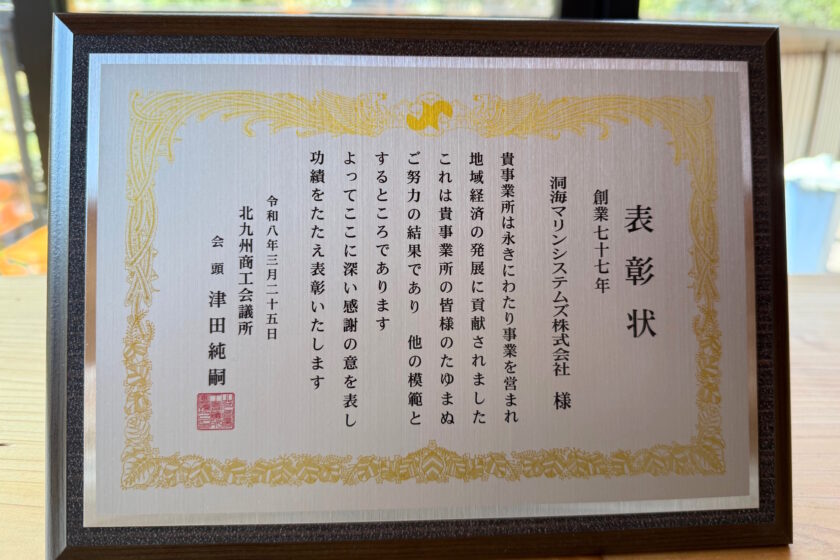 表彰状
創業七十七年
洞海マリンシステムズ株式会社 様
貴事業所は永きにわたり事業を営まれ
地域経済の発展に貢献されました
これは貴事業所の皆様のたゆまぬ
ご努力の結果であり 他の模範と
するところであります
よってここに深い感謝の意を表し
功績をたたえ表彰いたします
令和八年三月二十五日
北九州商工会議所
会頭 津田純嗣